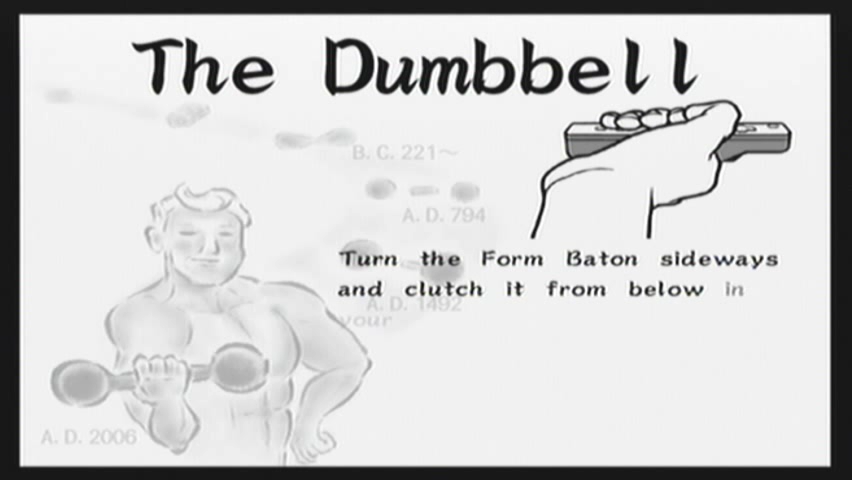 The Dumbbell
B. C. 221~
A. D. 794
Turn the Form Baton sideways
and clutch it from below in
A. D. 1492
your
A. D. 2006